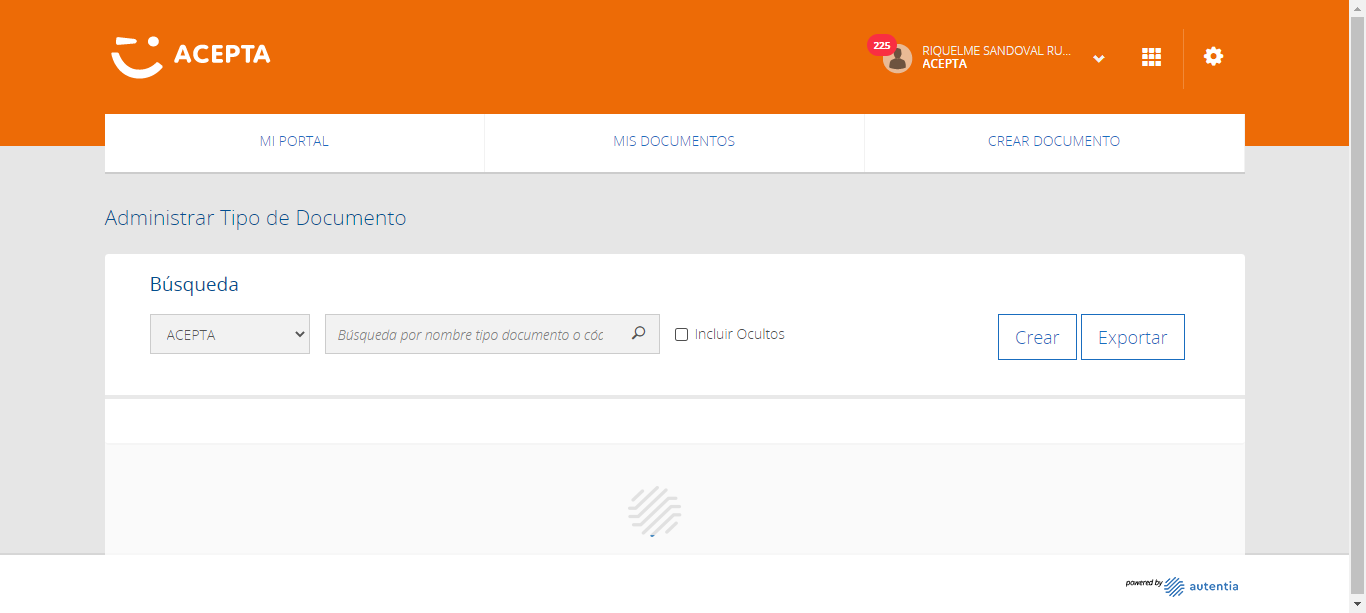 ACEPTA
225
RIQUELME SANDOVAL RU...
ACEPTA
MI PORTAL
MIS DOCUMENTOS
CREAR DOCUMENTO
Administrar Tipo de Documento
Búsqueda
ACEPTA
Búsqueda por nombre tipo documento o cóc
Incluir Ocultos
Crear
Exportar
powered by autentia